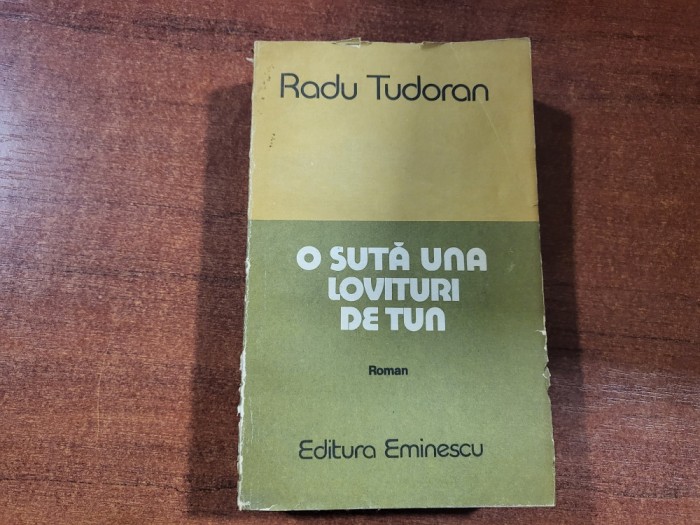 Radu Tudoran
O SUTĂ UNA
LOVITURI
DE TUN
Roman
Editura Eminescu